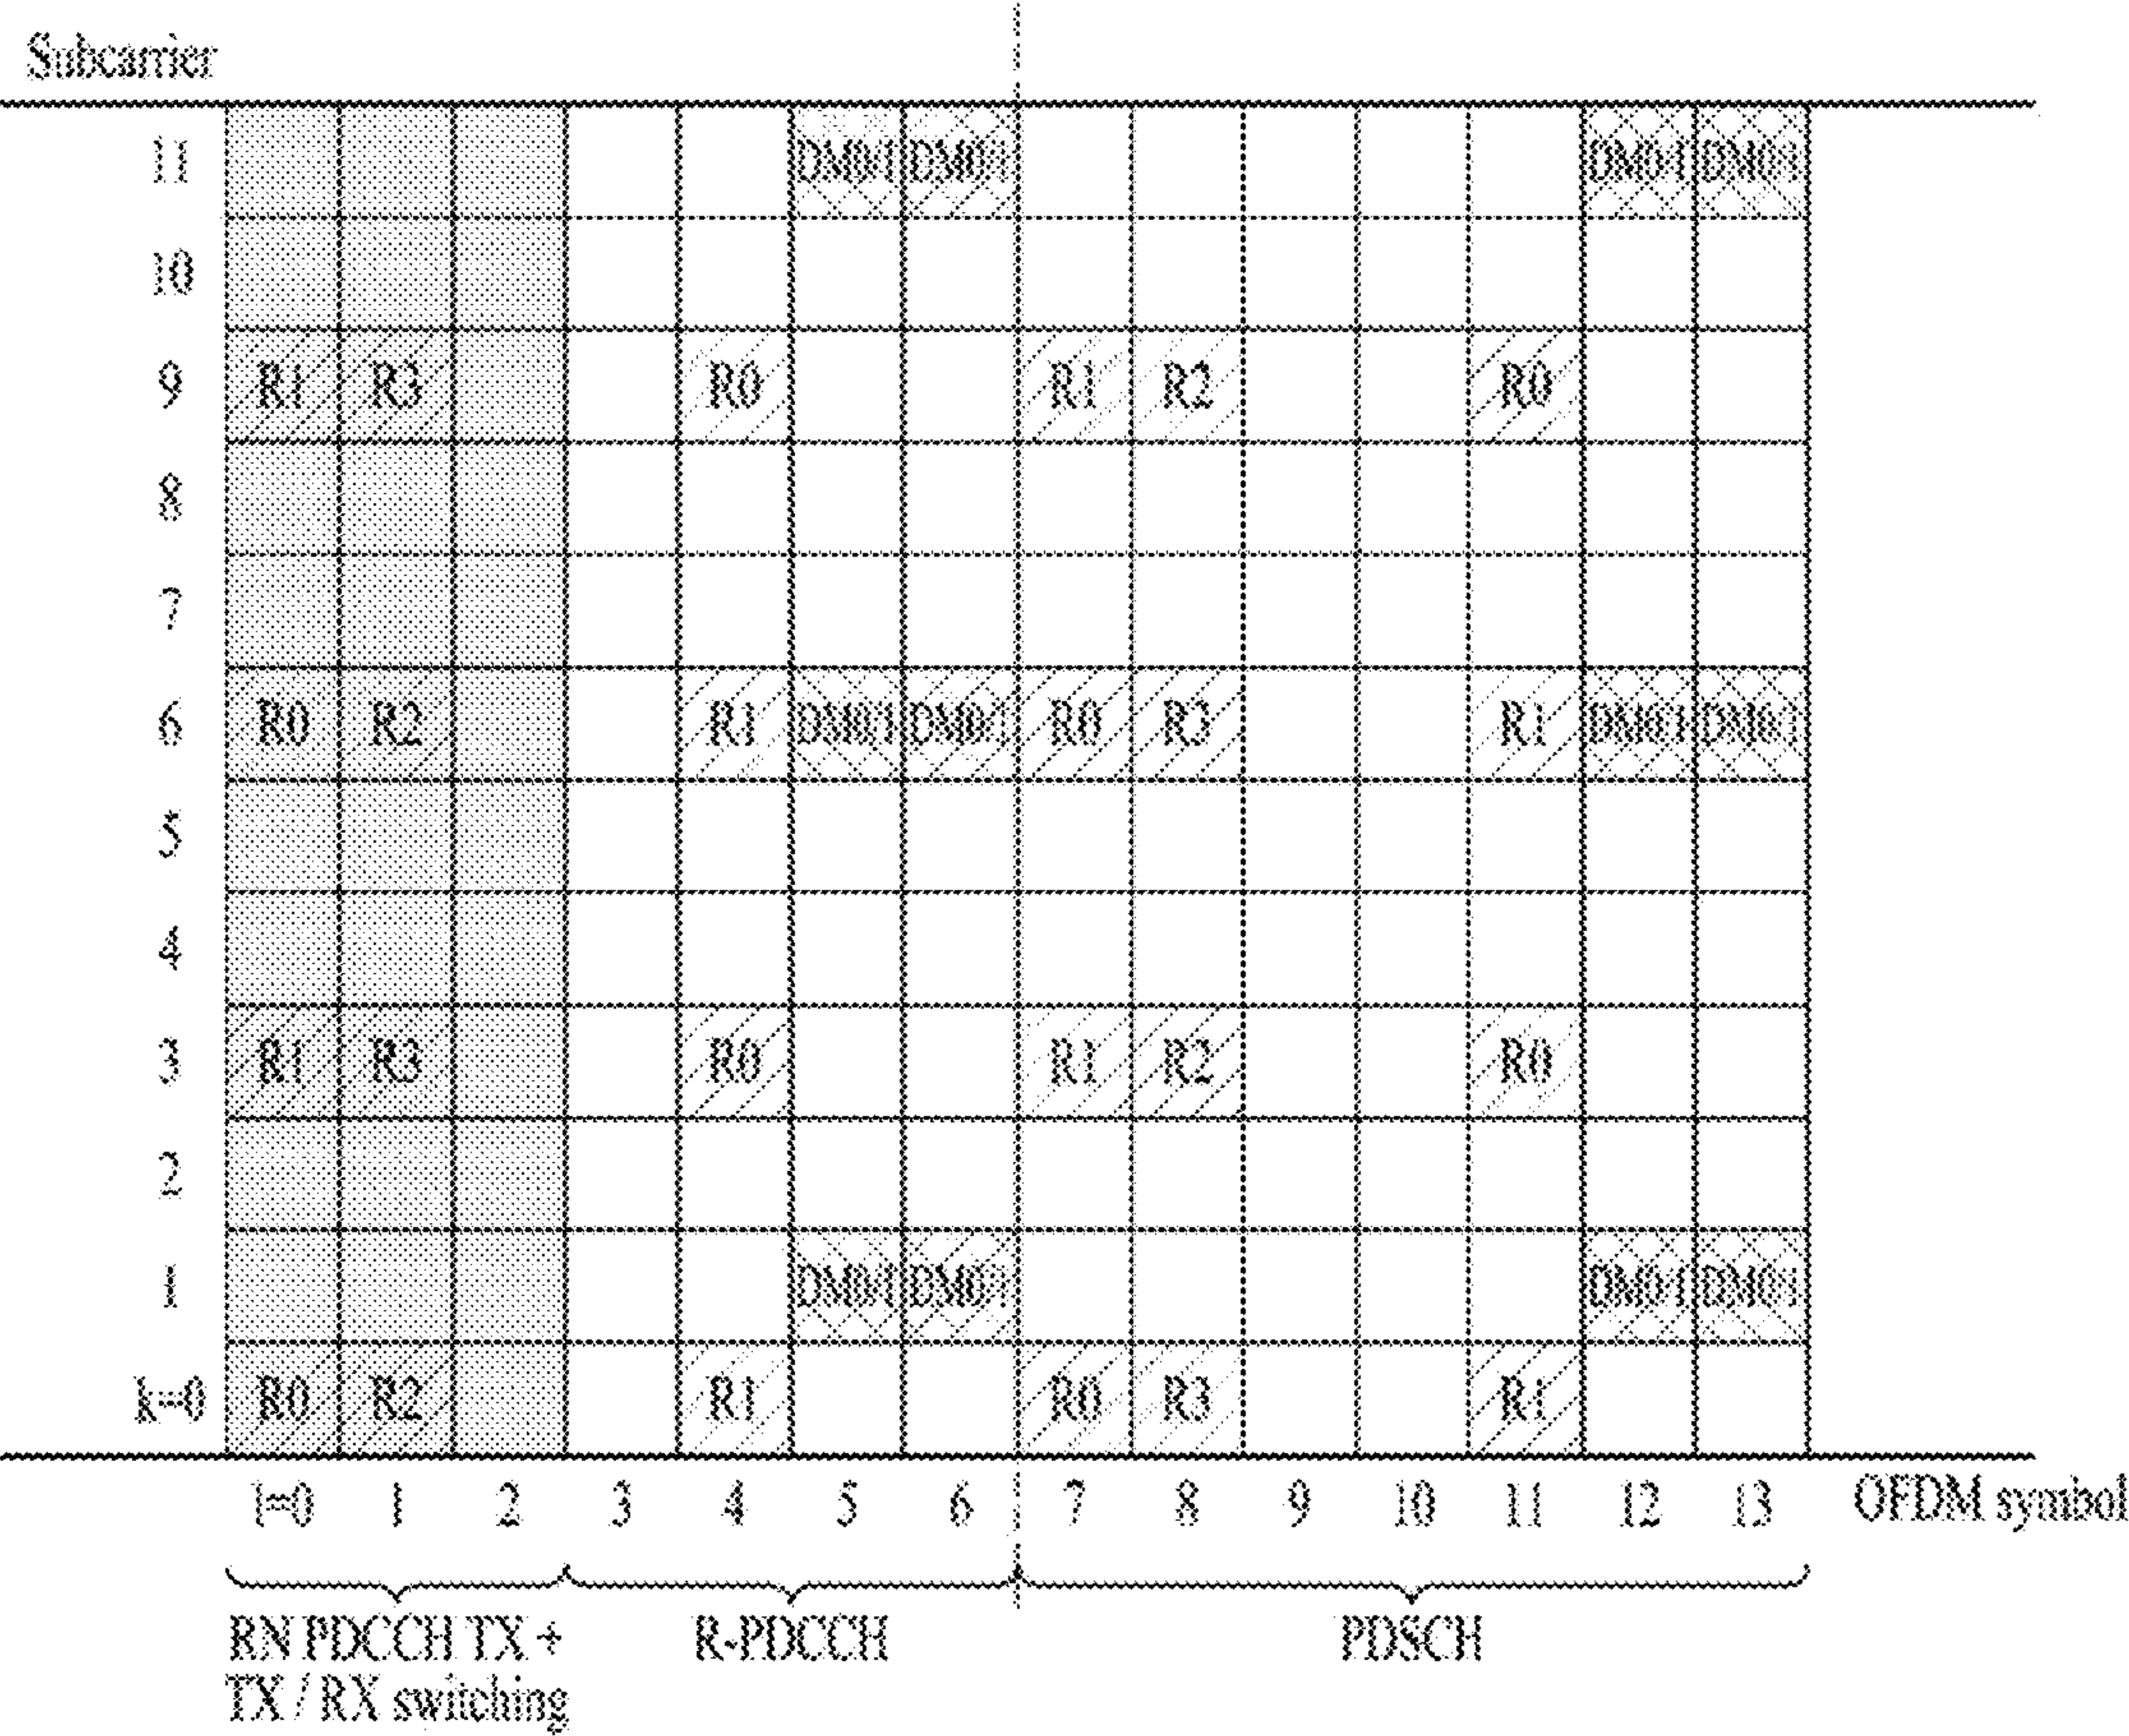 Subcarrier
11 DM0/1 DM0/1 DM0/1 DM0/1
10
9 R1 R3 R0 R1 R2 R0
8
7
6 R0 R2 R1 DM0/1 DM0/1 R0 R3 R1 DM0/1 DM0/1
5
4
3 R1 R3 R0 R1 R2 R0
2
1 DM0/1 DM0/1 DM0/1 DM0/1
k=0 R0 R2 R1 R0 R3 R1
l=0 1 2 3 4 5 6 7 8 9 10 11 12 13 OFDM symbol
RN PDCCH TX + R-PDCCH PDSCH
TX / RX switching